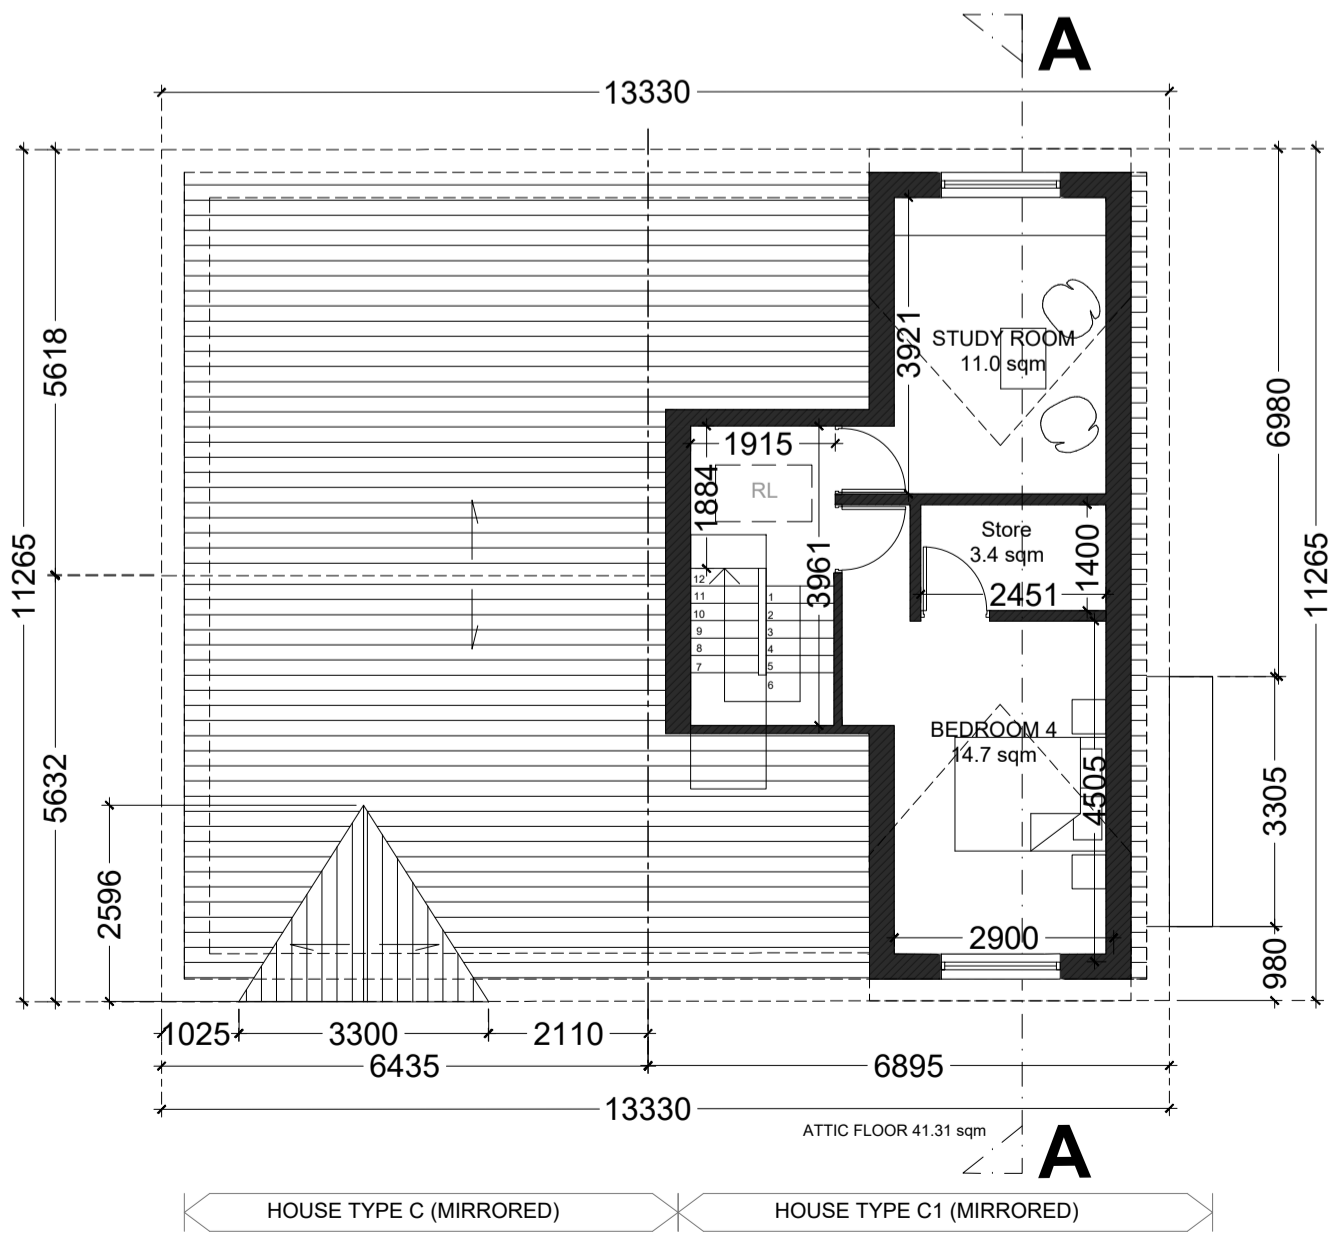 A
13330
5618
11265
5632
2596
3921
STUDY ROOM
11.0 sqm
6980
11265
1915
1884
RL
3961
Store
3.4 sqm
1400
2451
12
11
10
9
8
7
1
2
3
4
5
6
BEDROOM 4
14.7 sqm
4505
3305
2900
980
1025
3300
2110
6435
6895
13330
ATTIC FLOOR 41.31 sqm
A
HOUSE TYPE C (MIRRORED)
HOUSE TYPE C1 (MIRRORED)